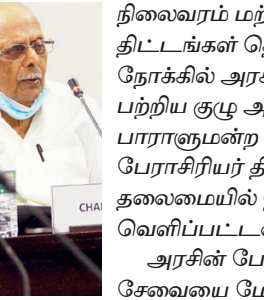 நிலைவரம் மற்
திட்டங்கள் தெ
நோக்கில் அரச
பற்றிய குழு அ
பாராளுமன்ற
பேராசிரியர் தி
தலைமையில் இ
வெளிப்பட்ட
அரசின் பே
சேவையை மே
CHA